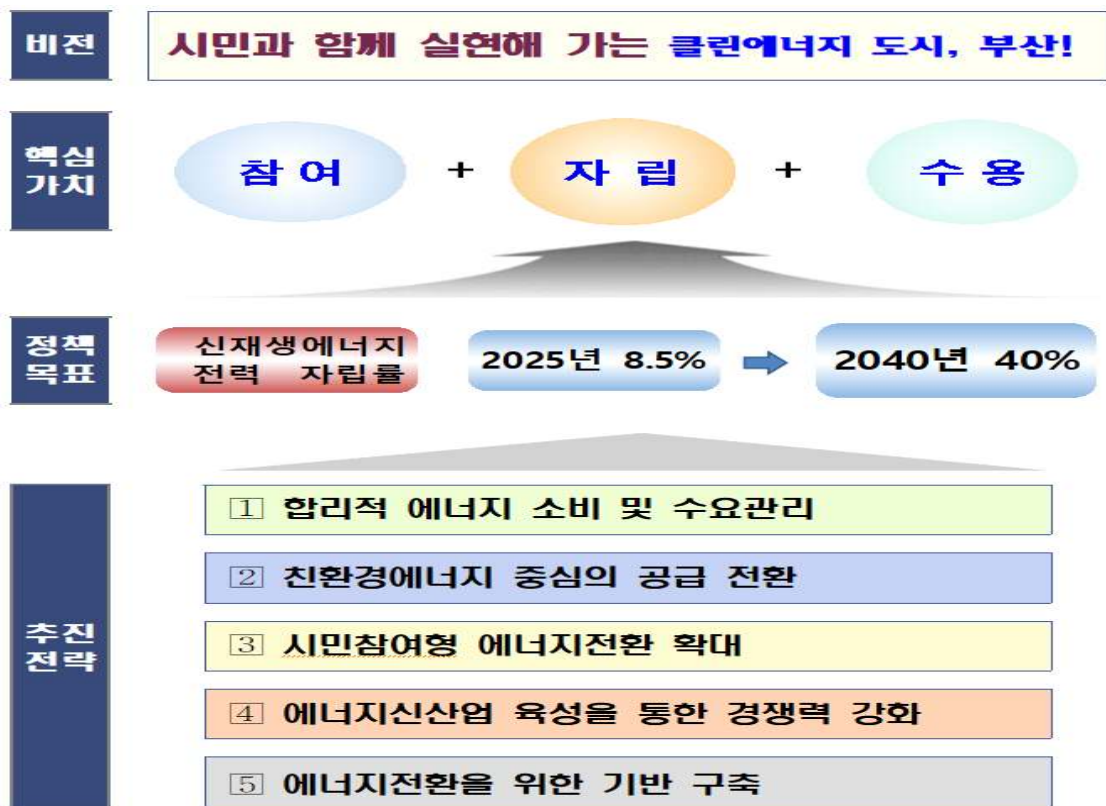 비전
시민과 함께 실현해 가는 클린에너지 도시, 부산!
핵심
가치
참여 + 자립 + 수용
정책
목표
신재생에너지
전력 자립률
2025년 8.5%
2040년 40%
추진
전략
1 합리적 에너지 소비 및 수요관리
2 친환경에너지 중심의 공급 전환
3 시민참여형 에너지전환 확대
4 에너지신산업 육성을 통한 경쟁력 강화
5 에너지전환을 위한 기반 구축